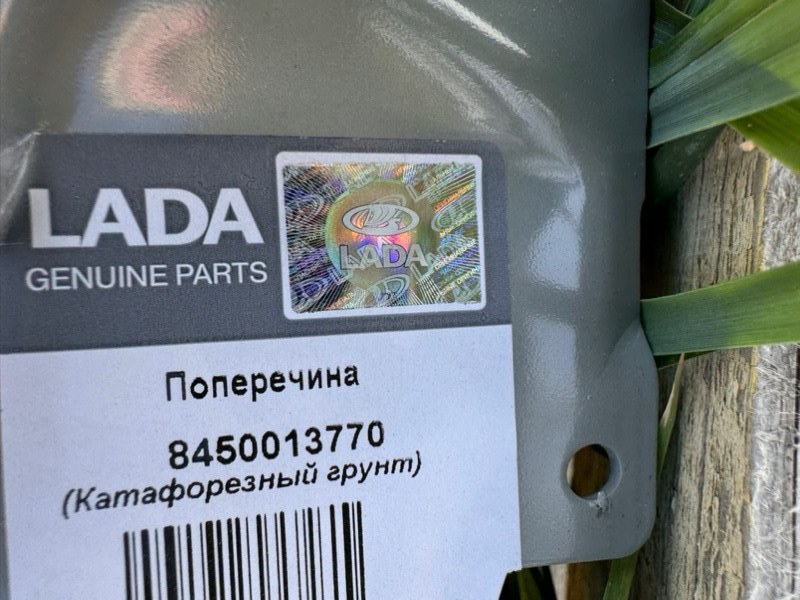 LADA
GENUINE PARTS
LADA
Поперечина
8450013770
(Катафорезный грунт)